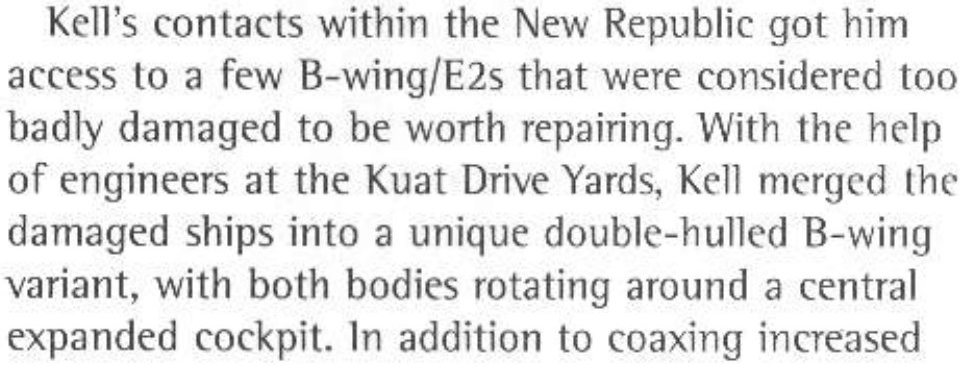 Kell's contacts within the New Republic got him
access to a few B-wing/E2s that were considered too
badly damaged to be worth repairing. With the help
of engineers at the Kuat Drive Yards, Kell merged the
damaged ships into a unique double-hulled B-wing
variant, with both bodies rotating around a central
expanded cockpit. In addition to coaxing increased